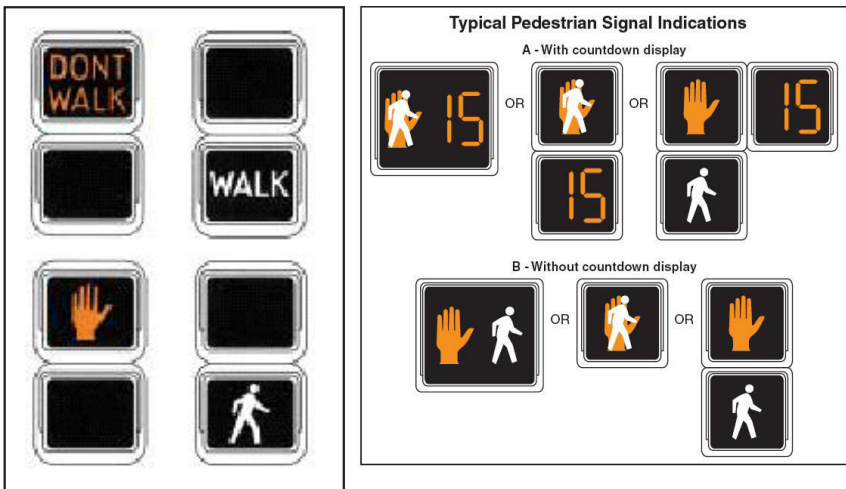 DONT
WALK
WALK
Typical Pedestrian Signal Indications
A - With countdown display
15 OR OR 15
15
B - Without countdown display
OR OR